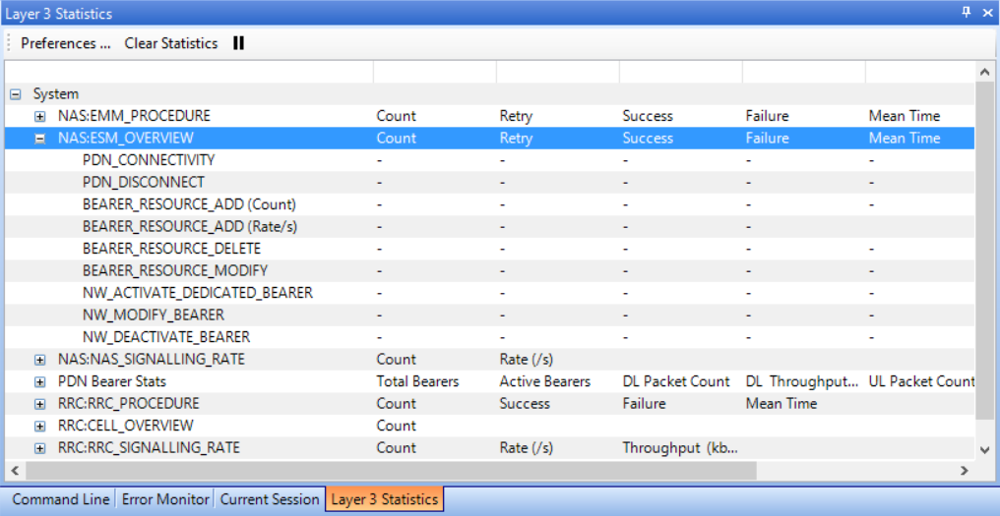 Layer 3 Statistics
Preferences ... Clear Statistics
System
NAS:EMM_PROCEDURE Count Retry Success Failure Mean Time
NAS:ESM_OVERVIEW Count Retry Success Failure Mean Time
PDN_CONNECTIVITY - - - - -
PDN_DISCONNECT - - - - -
BEARER_RESOURCE_ADD (Count) - - - - -
BEARER_RESOURCE_ADD (Rate/s) - - - -
BEARER_RESOURCE_DELETE - - - - -
BEARER_RESOURCE_MODIFY - - - - -
NW_ACTIVATE_DEDICATED_BEARER - - - - -
NW_MODIFY_BEARER - - - - -
NW_DEACTIVATE_BEARER - - - - -
NAS:NAS_SIGNALLING_RATE Count Rate (/s)
PDN Bearer Stats Total Bearers Active Bearers DL Packet Count DL Throughput... UL Packet Count
RRC:RRC_PROCEDURE Count Success Failure Mean Time
RRC:CELL_OVERVIEW Count
RRC:RRC_SIGNALLING_RATE Count Rate (/s) Throughput (kb...
Command Line Error Monitor Current Session Layer 3 Statistics